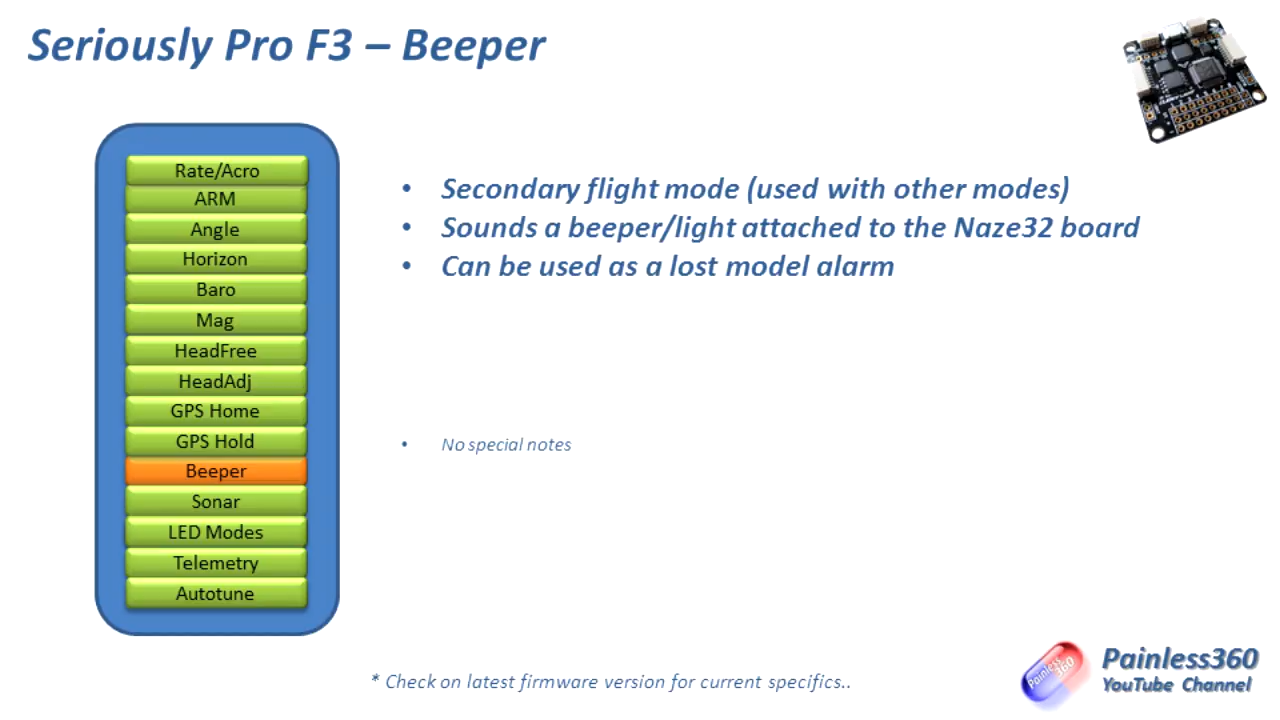 Seriously Pro F3 – Beeper
Rate/Acro
ARM
Angle
Horizon
Baro
Mag
HeadFree
HeadAdj
GPS Home
GPS Hold
Beeper
Sonar
LED Modes
Telemetry
Autotune
• Secondary flight mode (used with other modes)
• Sounds a beeper/light attached to the Naze32 board
• Can be used as a lost model alarm
• No special notes
* Check on latest firmware version for current specifics..
Painless360
Painless360
YouTube Channel